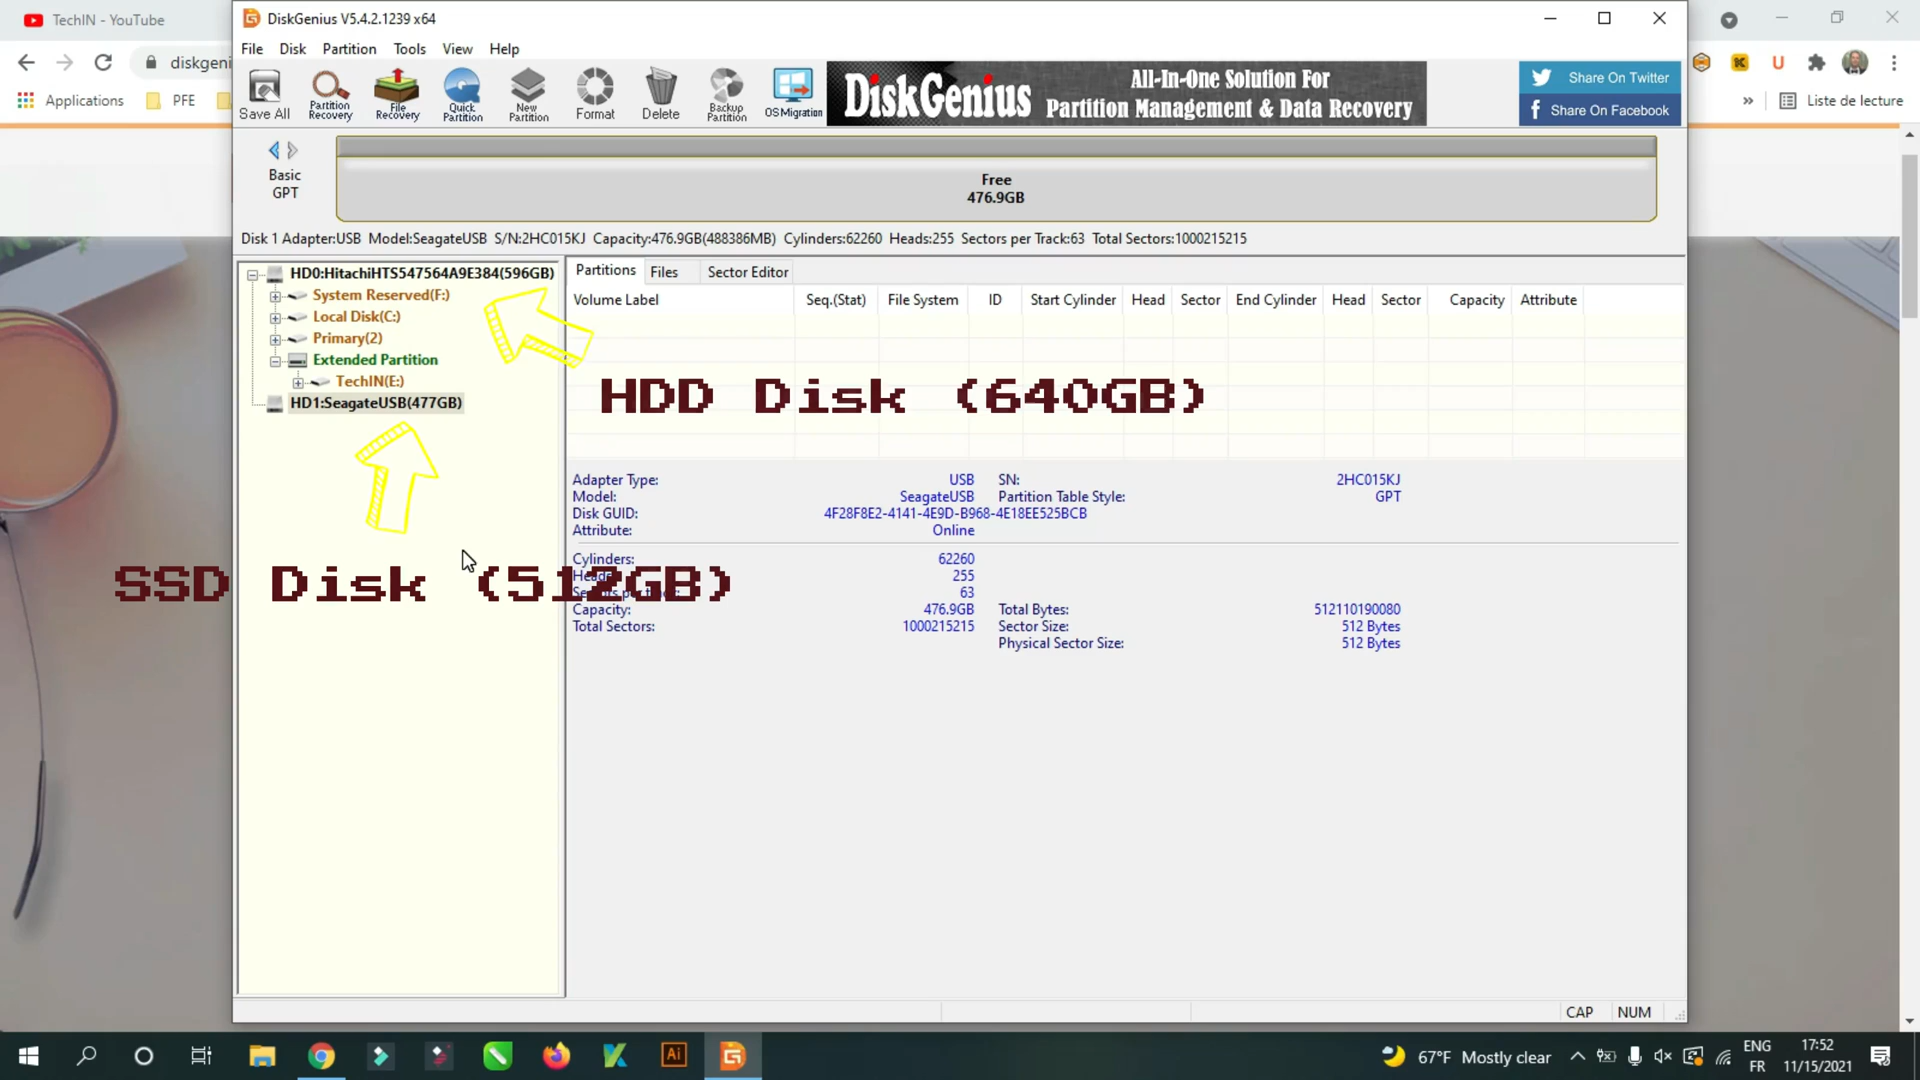 TechIN - YouTube
DiskGenius V5.4.2.1239 x64
diskgeni
File Disk Partition Tools View Help
Applications PFE
Liste de lecture
Save All
Partition Recovery
File Recovery
Quick Partition
New Partition
Format
Delete
Backup Partition
OS Migration
DiskGenius
All-In-One Solution For
Partition Management & Data Recovery
Share On Twitter
Share On Facebook
Basic
GPT
Free
476.9GB
Disk 1 Adapter:USB Model:SeagateUSB S/N:2HC015KJ Capacity:476.9GB(488386MB) Cylinders:62260 Heads:255 Sectors per Track:63 Total Sectors:1000215215
HD0:HitachiHTS547564A9E384(596GB)
System Reserved(F:)
Local Disk(C:)
Primary(2)
Extended Partition
TechIN(E:)
HD1:SeagateUSB(477GB)
Partitions Files Sector Editor
Volume Label Seq.(Stat) File System ID Start Cylinder Head Sector End Cylinder Head Sector Capacity Attribute
HDD Disk (640GB)
SSD Disk (512GB)
Adapter Type: USB SN: 2HC015KJ
Model: SeagateUSB Partition Table Style: GPT
Disk GUID: 4F28F8E2-4141-4E9D-B968-4E18EE525BCB
Attribute: Online
Cylinders: 62260
255
63
Capacity: 476.9GB Total Bytes: 512110190080
Total Sectors: 1000215215 Sector Size: 512 Bytes
Physical Sector Size: 512 Bytes
CAP NUM
67°F Mostly clear
ENG
FR
17:52
11/15/2021